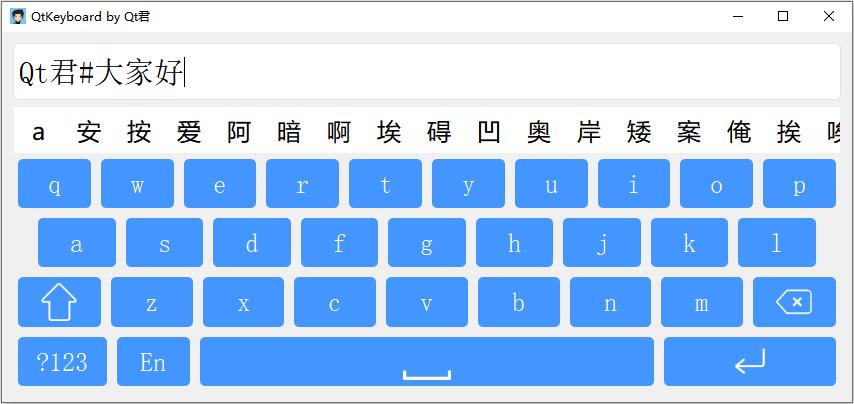 QtKeyboard by Qt君
Qt君#大家好
a 安 按 爱 阿 暗 啊 埃 碍 凹 奥 岸 矮 案 俺 挨
q w e r t y u i o p
a s d f g h j k l
z x c v b n m
?123 En